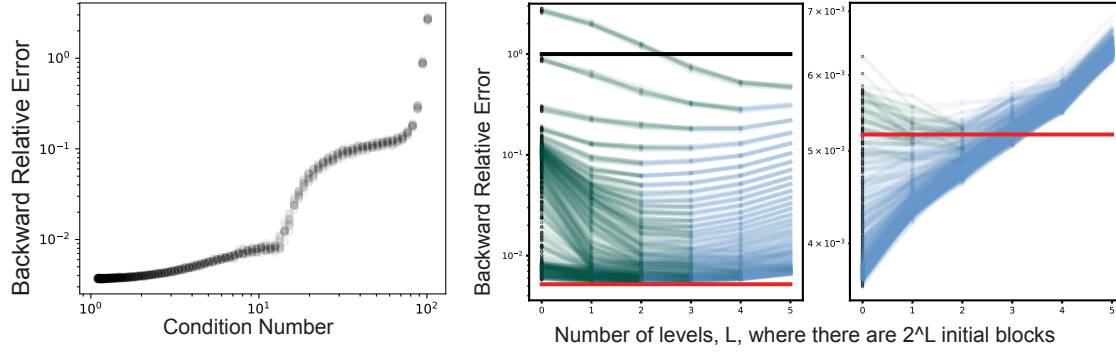 Backward Relative Error
10^0
10^-1
10^-2
10^0
10^1
10^2
Condition Number
Backward Relative Error
10^0
10^-1
10^-2
0 1 2 3 4 5
7 × 10^-3
6 × 10^-3
5 × 10^-3
4 × 10^-3
0 1 2 3 4 5
Number of levels, L, where there are 2^L initial blocks